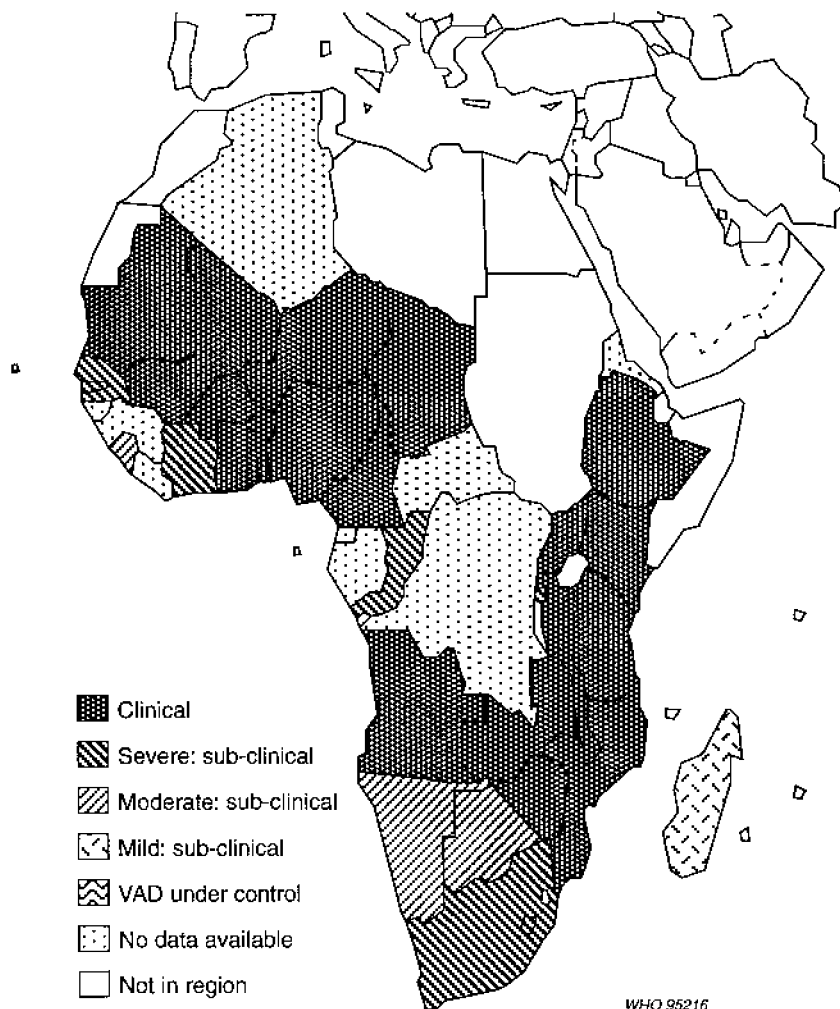 Clinical
Severe: sub-clinical
Moderate: sub-clinical
Mild: sub-clinical
VAD under control
No data available
Not in region
WHO 95216